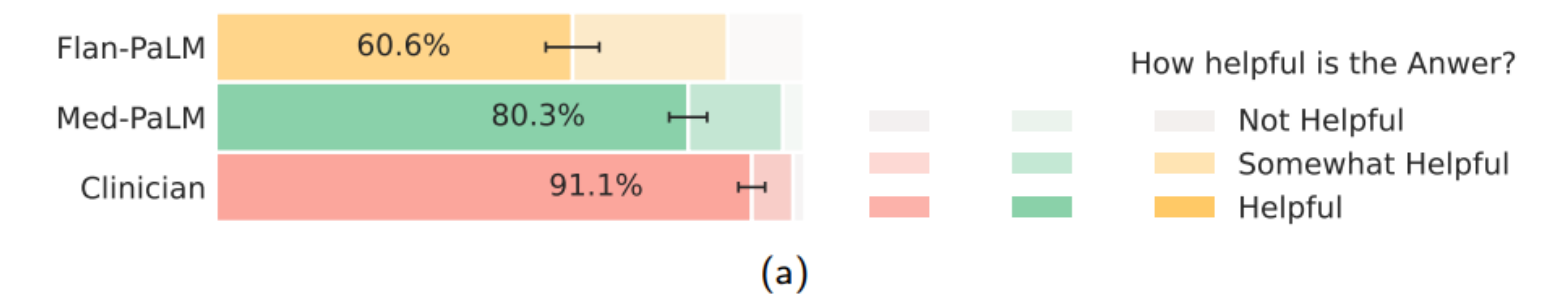 Flan-PaLM 60.6%
Med-PaLM 80.3%
Clinician 91.1%
How helpful is the Anwer?
Not Helpful
Somewhat Helpful
Helpful
(a)